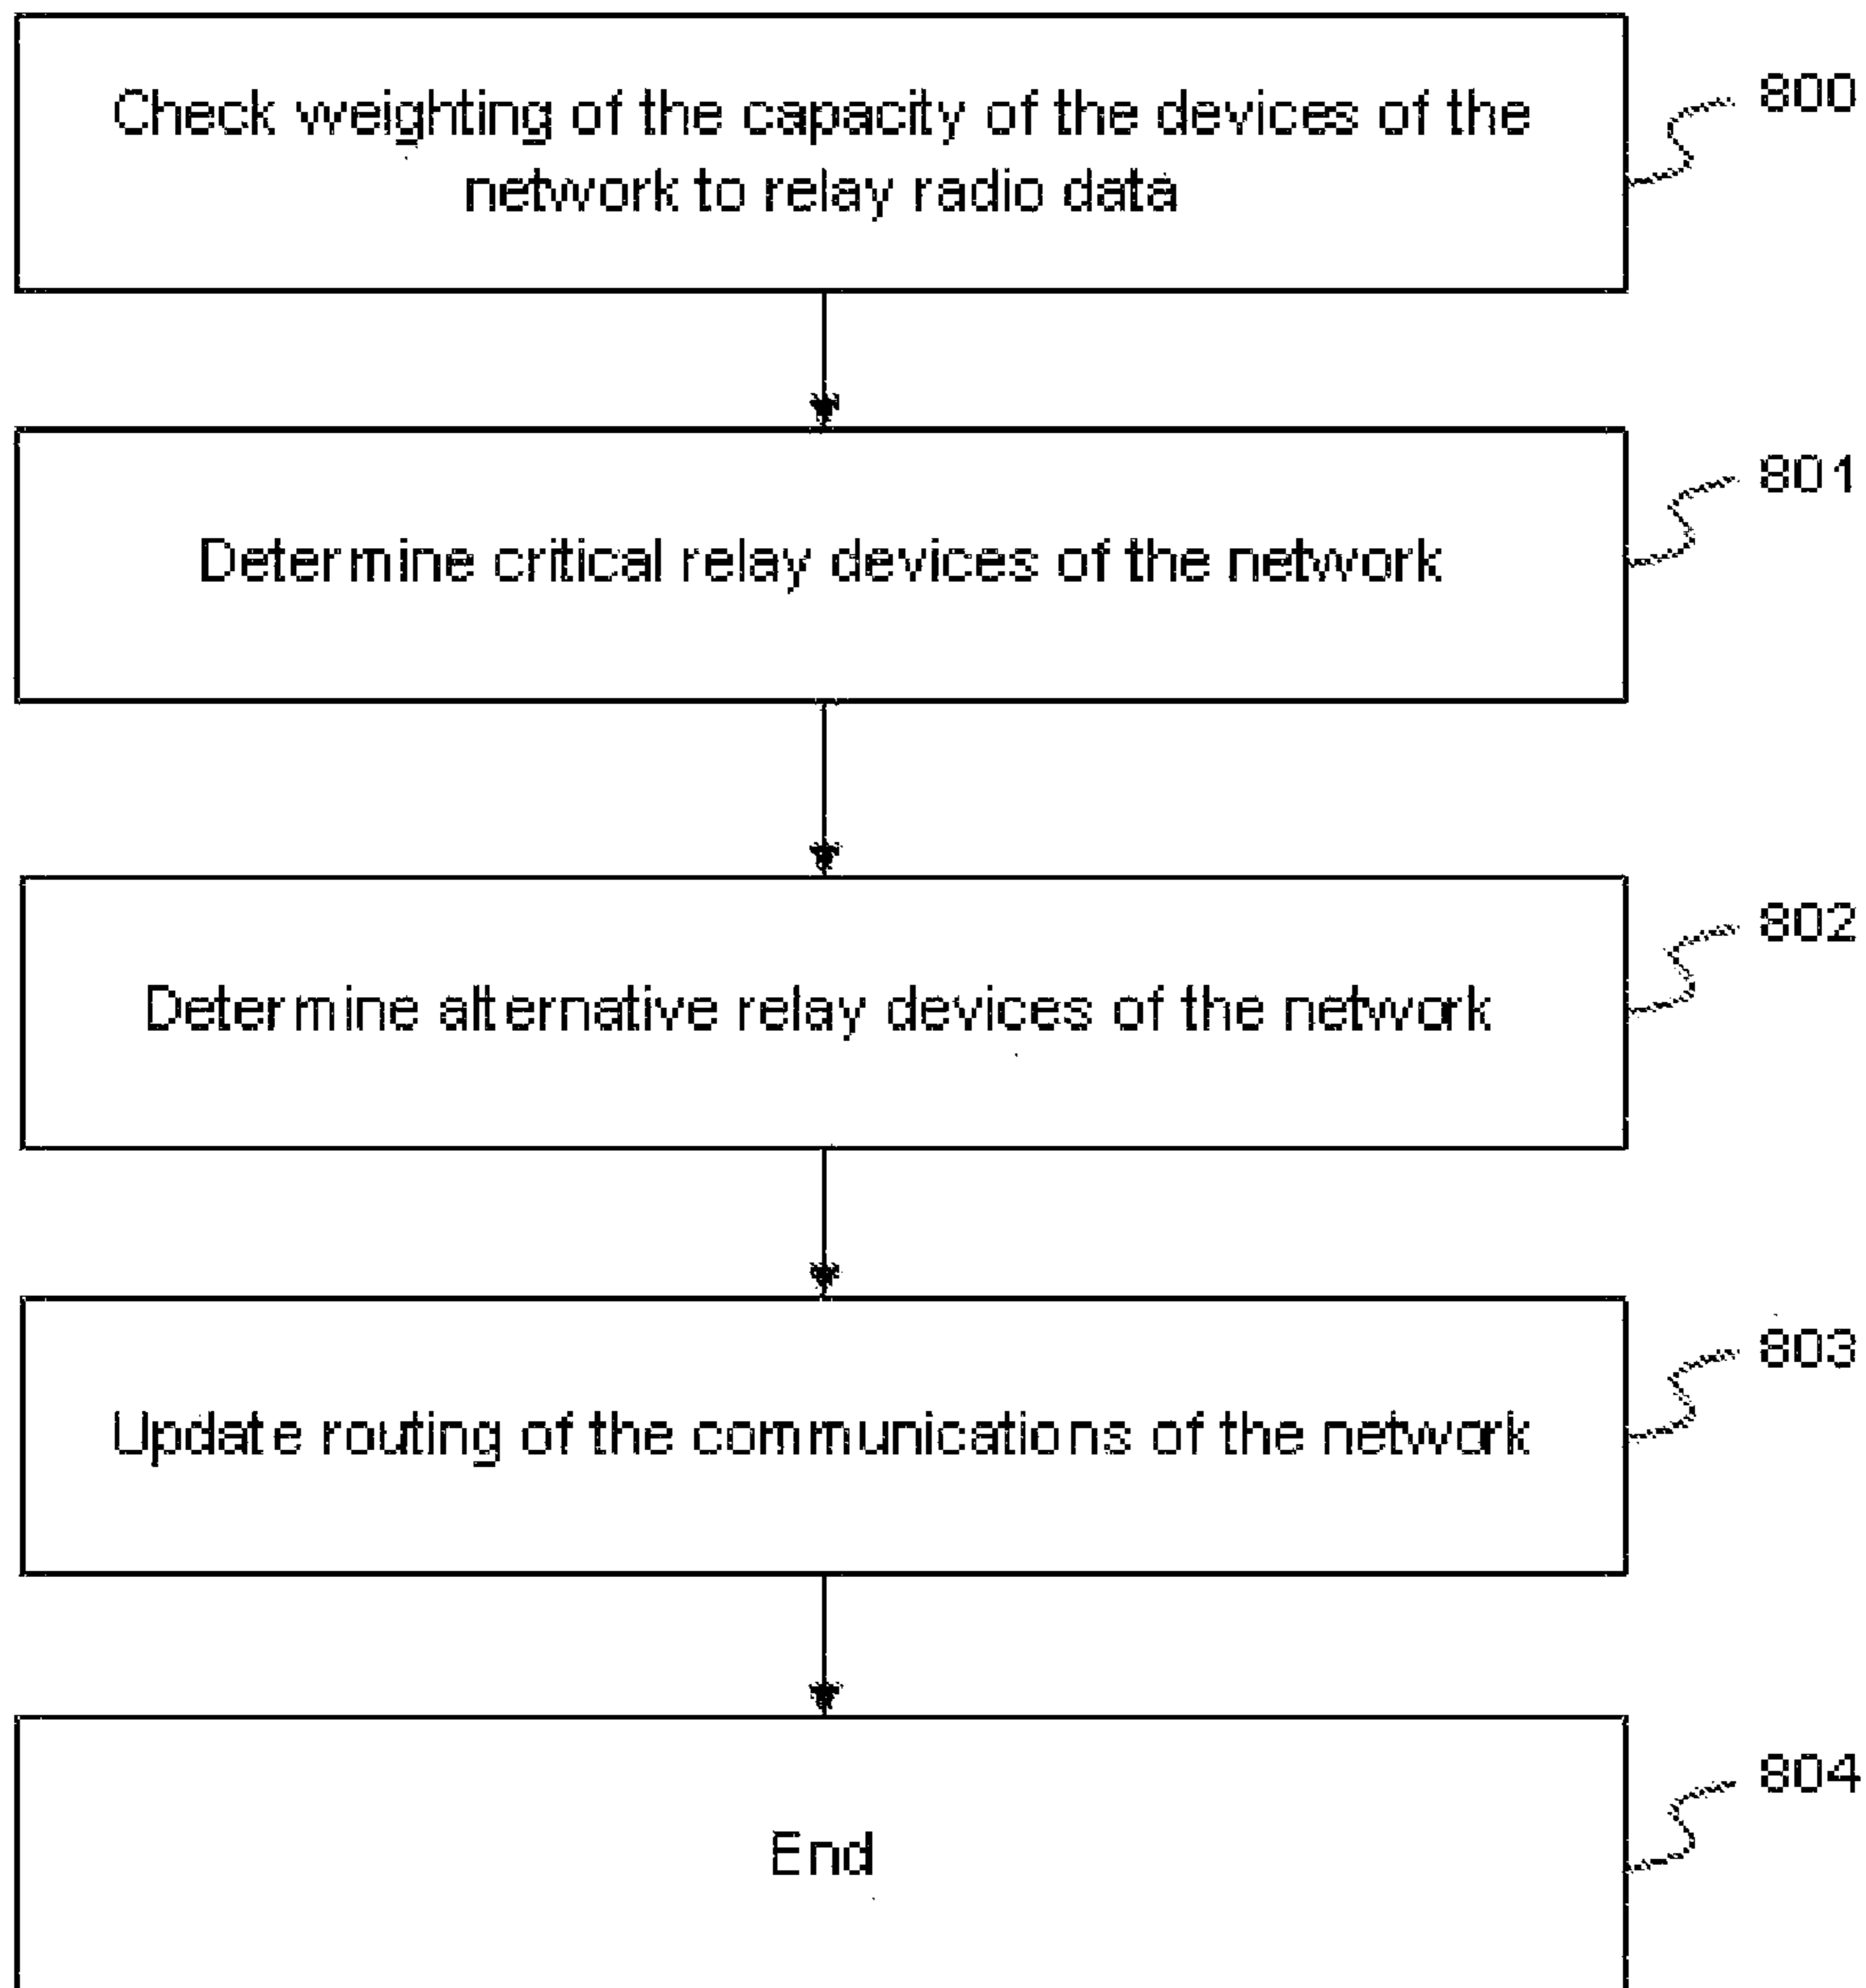 Check weighting of the capacity of the devices of the
network to relay radio data
800
Determine critical relay devices of the network
801
Determine alternative relay devices of the network
802
Update routing of the communications of the network
803
End
804